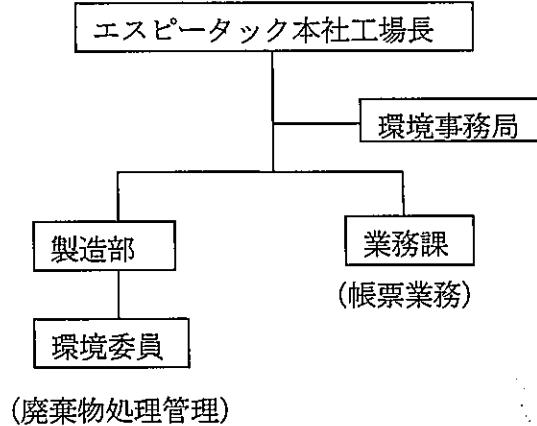 エスピータック本社工場長
環境事務局
製造部
業務課
(帳票業務)
環境委員
(廃棄物処理管理)